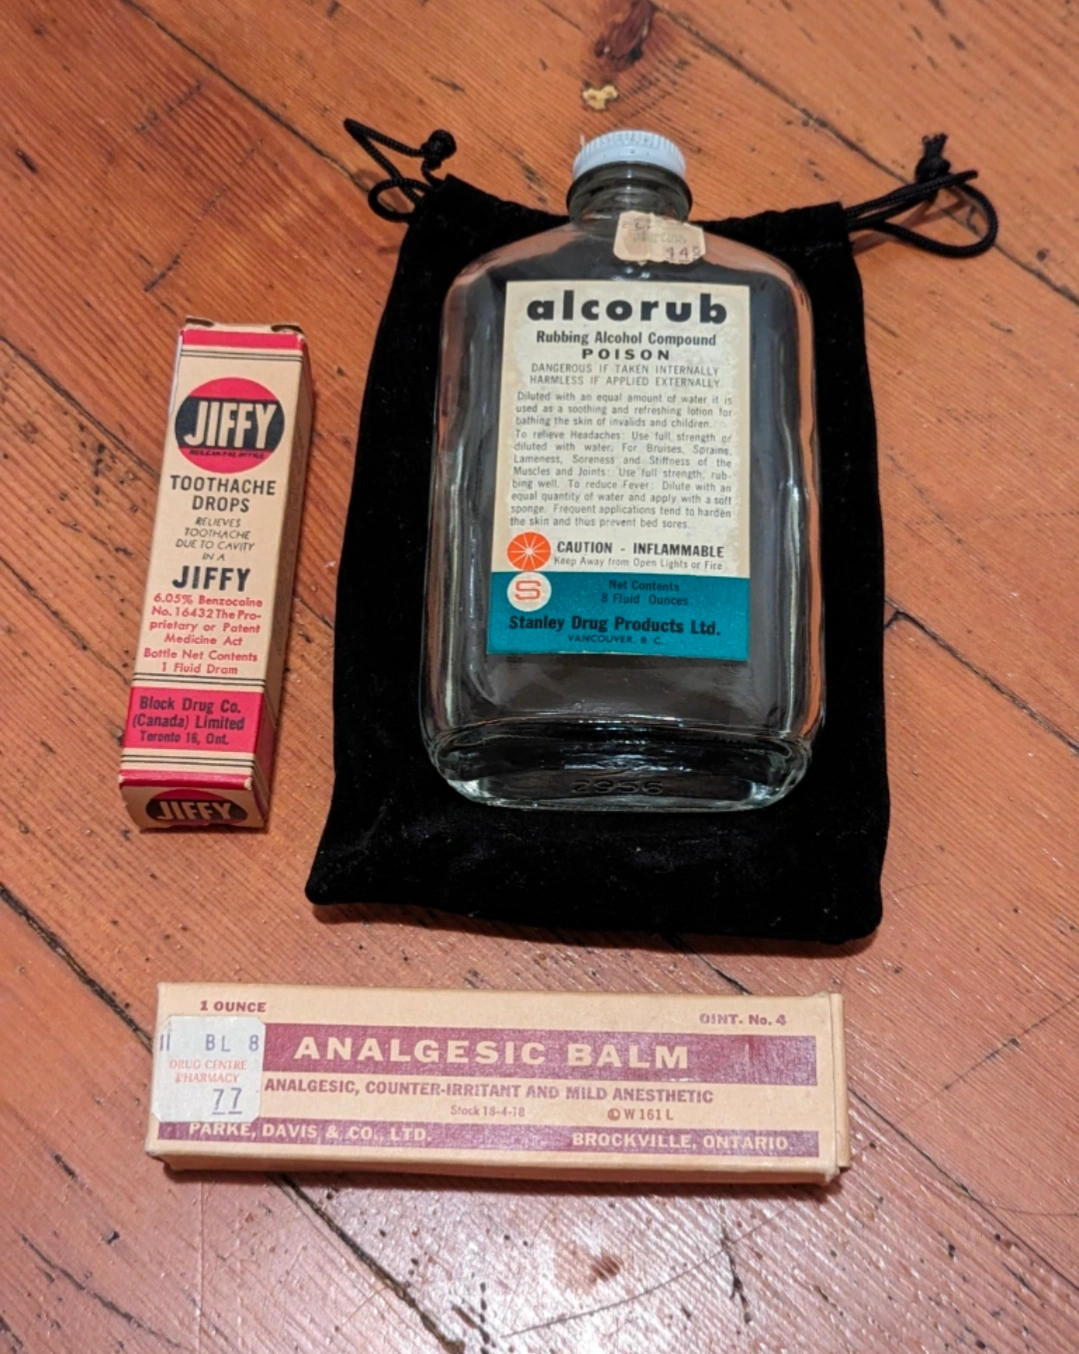 JIFFY
TOOTHACHE
DROPS
RELIEVES
TOOTHACHE
DUE TO CAVITY
IN A
JIFFY
6.05% Benzocaine
No. 16432 The Pro-
prietary or Patent
Medicine Act
Bottle Net Contents
1 Fluid Dram
Block Drug Co.
(Canada) Limited
Toronto 16, Ont.
JIFFY
alcorub
Rubbing Alcohol Compound
POISON
DANGEROUS IF TAKEN INTERNALLY
HARMLESS IF APPLIED EXTERNALLY
Diluted with an equal amount of water it is
used as a soothing and refreshing lotion for
bathing the skin of invalids and children.
To relieve Headaches: Use full strength or
diluted with water. For Bruises, Sprains,
Lameness, Soreness and Stiffness of the
Muscles and Joints: Use full strength, rub-
bing well. To reduce Fever: Dilute with an
equal quantity of water and apply with a soft
sponge. Frequent applications tend to harden
the skin and thus prevent bed sores.
CAUTION - INFLAMMABLE
Keep Away from Open Lights or Fire
S
Net Contents
8 Fluid Ounces
Stanley Drug Products Ltd.
VANCOUVER, B. C.
2956
1 OUNCE
OINT. No. 4
11 BL 8
DRUG CENTRE
PHARMACY
77
ANALGESIC BALM
ANALGESIC, COUNTER-IRRITANT AND MILD ANESTHETIC
Stock 18-4-18
© W 161 L
PARKE, DAVIS & CO., LTD.
BROCKVILLE, ONTARIO